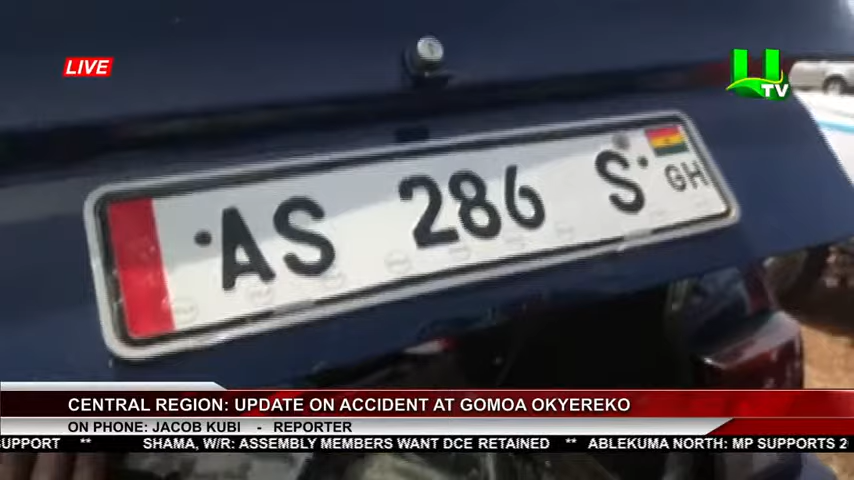 LIVE
U
TV
AS 286 S
GH
CENTRAL REGION: UPDATE ON ACCIDENT AT GOMOA OKYEREKO
ON PHONE: JACOB KUBI - REPORTER
SUPPORT ** SHAMA, W/R: ASSEMBLY MEMBERS WANT DCE RETAINED ** ABLEKUMA NORTH: MP SUPPORTS 2